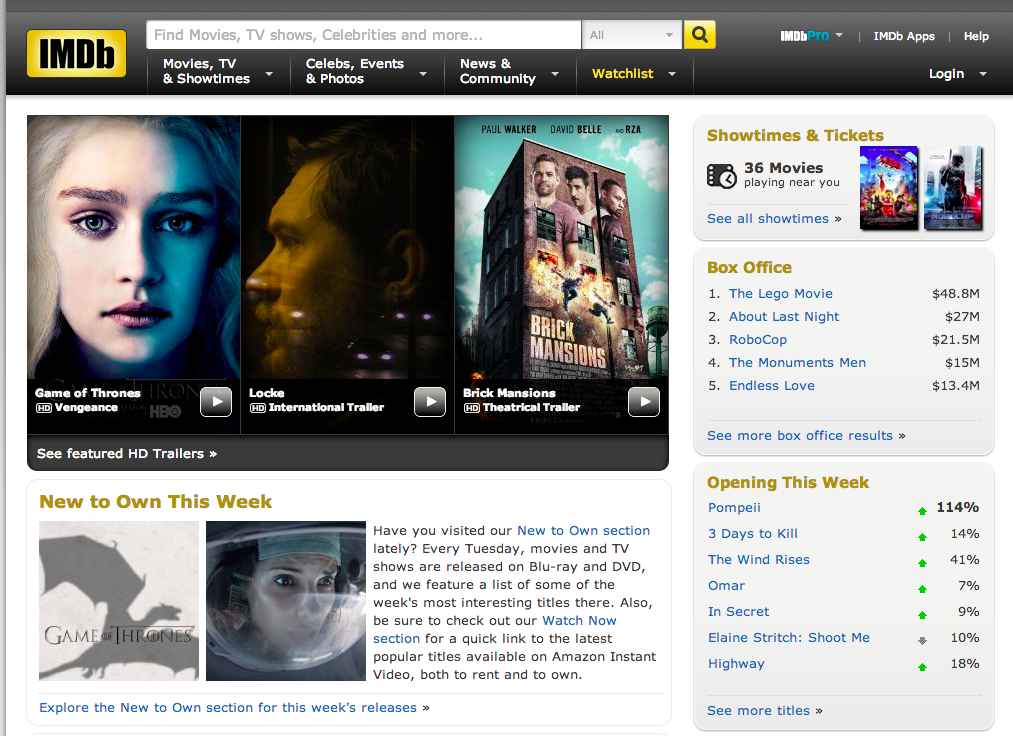 IMDb
Find Movies, TV shows, Celebrities and more...
All
IMDbPro
|
IMDb Apps
|
Help
Movies, TV
& Showtimes
Celebs, Events
& Photos
News &
Community
Watchlist
Login
PAUL WALKER DAVID BELLE AND RZA
BRICK
MANSIONS
GAME OF THRONES
HBO
Game of Thrones
HD Vengeance
Locke
HD International Trailer
Brick Mansions
HD Theatrical Trailer
See featured HD Trailers »
New to Own This Week
GAME OF THRONES
Have you visited our New to Own section
lately? Every Tuesday, movies and TV
shows are released on Blu-ray and DVD,
and we feature a list of some of the
week's most interesting titles there. Also,
be sure to check out our Watch Now
section for a quick link to the latest
popular titles available on Amazon Instant
Video, both to rent and to own.
Explore the New to Own section for this week's releases »
Showtimes & Tickets
36 Movies
playing near you
ROBOCOP
See all showtimes »
Box Office
1. The Lego Movie $48.8M
2. About Last Night $27M
3. RoboCop $21.5M
4. The Monuments Men $15M
5. Endless Love $13.4M
See more box office results »
Opening This Week
Pompeii 114%
3 Days to Kill 14%
The Wind Rises 41%
Omar 7%
In Secret 9%
Elaine Stritch: Shoot Me 10%
Highway 18%
See more titles »